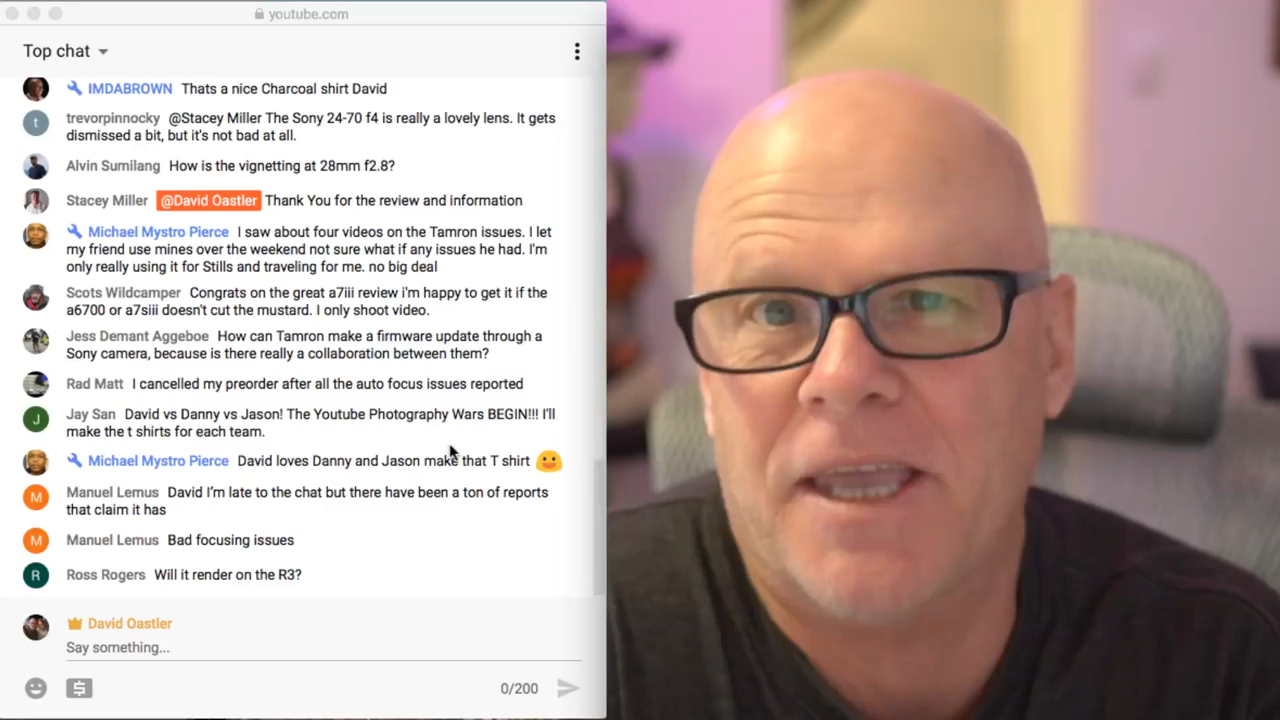 youtube.com
Top chat
IMDABROWN Thats a nice Charcoal shirt David
trevorpinnocky @Stacey Miller The Sony 24-70 f4 is really a lovely lens. It gets
dismissed a bit, but it's not bad at all.
Alvin Sumilang How is the vignetting at 28mm f2.8?
Stacey Miller @David Oastler Thank You for the review and information
Michael Mystro Pierce I saw about four videos on the Tamron issues. I let
my friend use mines over the weekend not sure what if any issues he had. I'm
only really using it for Stills and traveling for me. no big deal
Scots Wildcamper Congrats on the great a7iii review i'm happy to get it if the
a6700 or a7siii doesn't cut the mustard. I only shoot video.
Jess Demant Aggeboe How can Tamron make a firmware update through a
Sony camera, because is there really a collaboration between them?
Rad Matt I cancelled my preorder after all the auto focus issues reported
J Jay San David vs Danny vs Jason! The Youtube Photography Wars BEGIN!!! I'll
make the t shirts for each team.
Michael Mystro Pierce David loves Danny and Jason make that T shirt
M Manuel Lemus David I'm late to the chat but there have been a ton of reports
that claim it has
M Manuel Lemus Bad focusing issues
R Ross Rogers Will it render on the R3?
David Oastler
Say something...
0/200